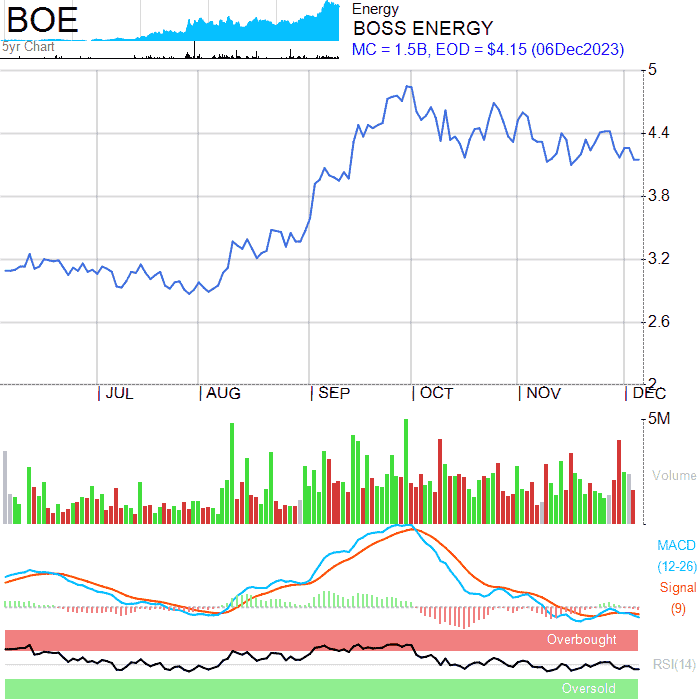 BOE
5yr Chart
Energy
BOSS ENERGY
MC = 1.5B, EOD = $4.15 (06Dec2023)
5
4.4
3.8
3.2
2.6
2
JUL AUG SEP OCT NOV DEC
5M
Volume
MACD
(12-26)
Signal
(9)
Overbought
RSI(14)
Oversold